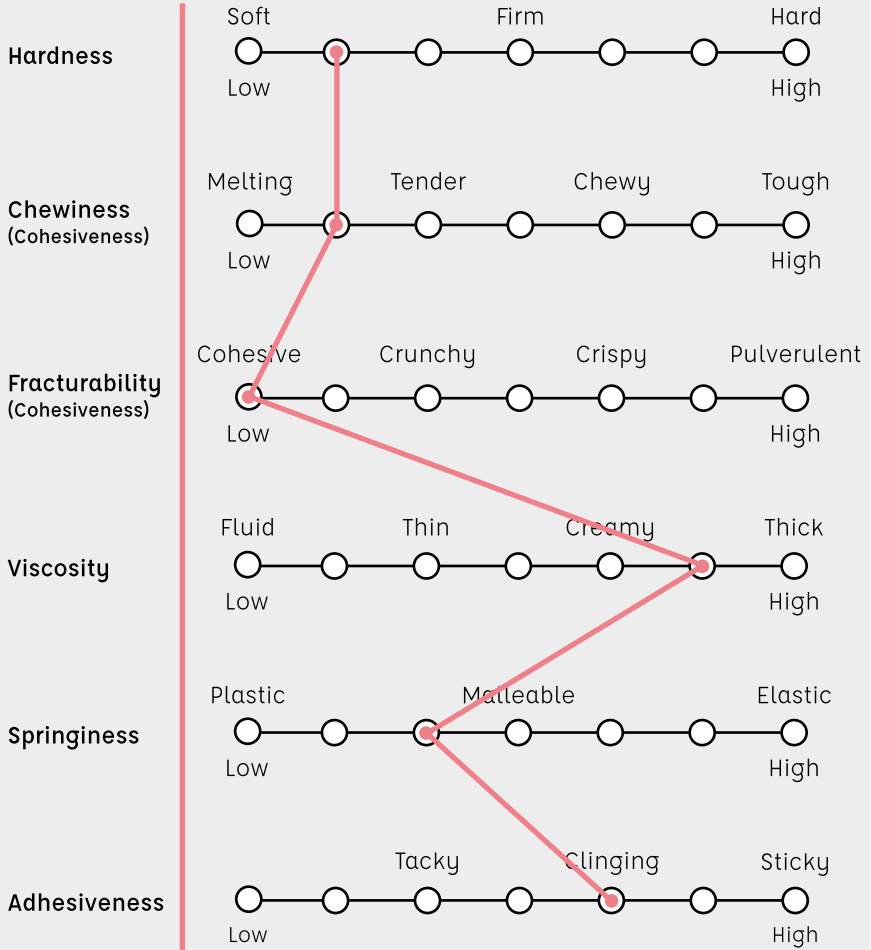 Soft Firm Hard
Hardness
Low High
Melting Tender Chewy Tough
Chewiness
(Cohesiveness)
Low High
Cohesive Crunchy Crispy Pulverulent
Fracturability
(Cohesiveness)
Low High
Fluid Thin Creamy Thick
Viscosity
Low High
Plastic Malleable Elastic
Springiness
Low High
Tacky Clinging Sticky
Adhesiveness
Low High